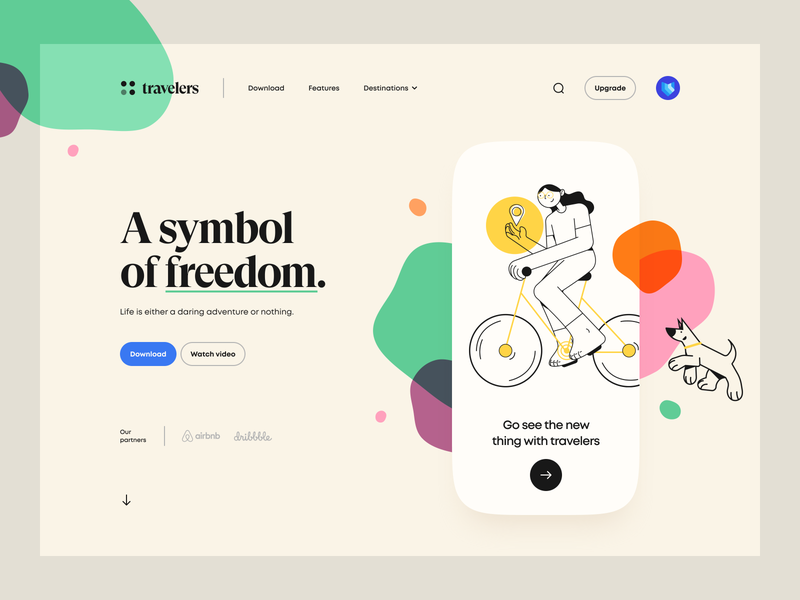 travelers
Download
Features
Destinations
Upgrade
A symbol
of freedom.
Life is either a daring adventure or nothing.
Download
Watch video
Our
partners
airbnb
dribbble
Go see the new
thing with travelers